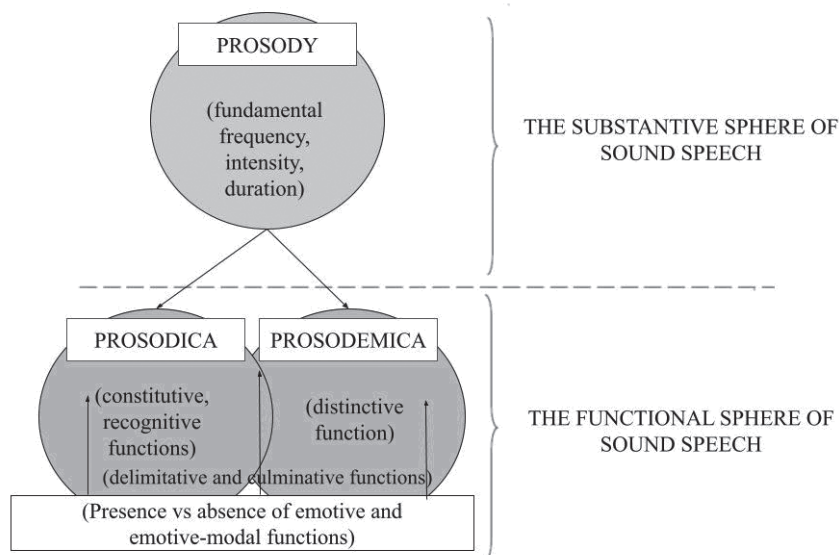 PROSODY
(fundamental
frequency,
intensity,
duration)
THE SUBSTANTIVE SPHERE OF
SOUND SPEECH
PROSODICA
PROSODEMICA
(constitutive,
recognitive
functions)
(distinctive
function)
(delimitative and culminative functions)
(Presence vs absence of emotive and
emotive-modal functions)
THE FUNCTIONAL SPHERE OF
SOUND SPEECH